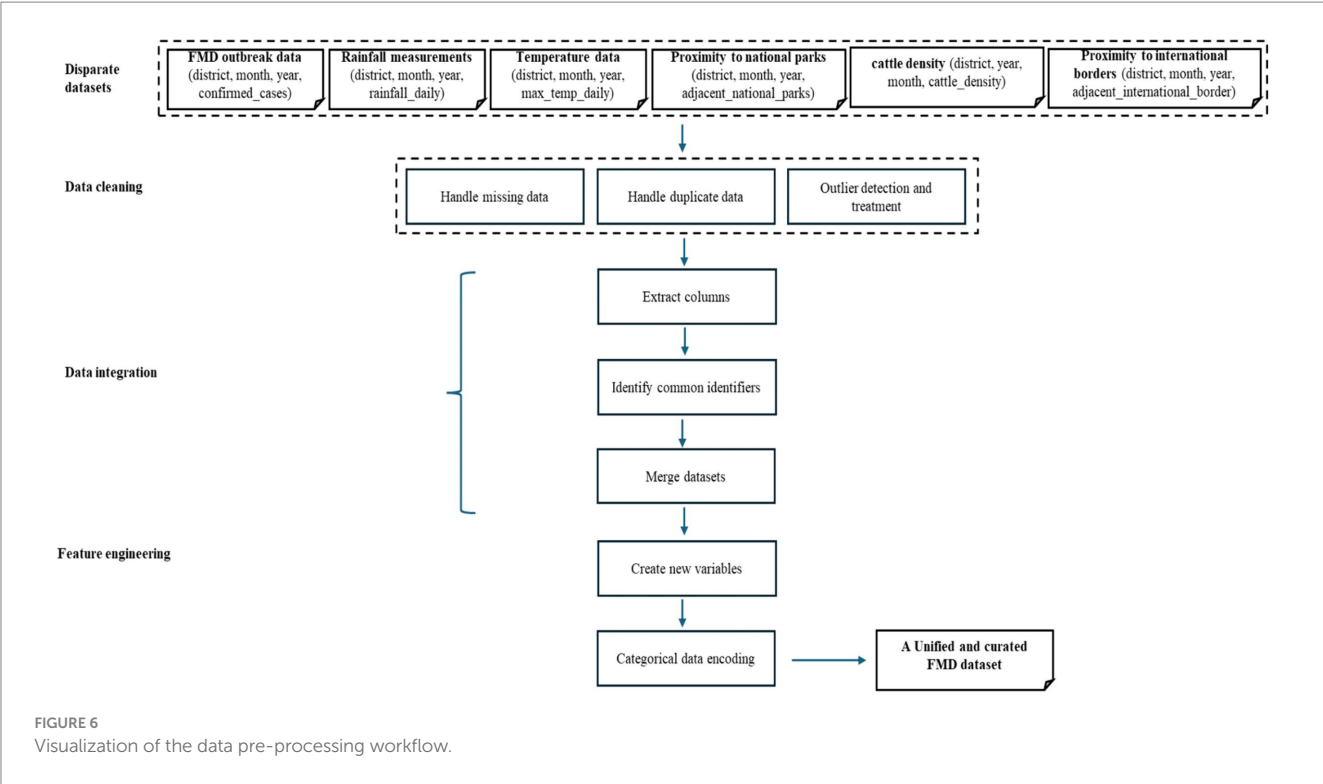 Disparate
datasets
FMD outbreak data
(district, month, year,
confirmed_cases)
Rainfall measurements
(district, month, year,
rainfall_daily)
Temperature data
(district, month, year,
max_temp_daily)
Proximity to national parks
(district, month, year,
adjacent_national_parks)
cattle density (district, year,
month, cattle_density)
Proximity to international
borders (district, month, year,
adjacent_international_border)
Data cleaning
Handle missing data
Handle duplicate data
Outlier detection and
treatment
Extract columns
Data integration
Identify common identifiers
Merge datasets
Feature engineering
Create new variables
Categorical data encoding
A Unified and curated
FMD dataset
FIGURE 6
Visualization of the data pre-processing workflow.